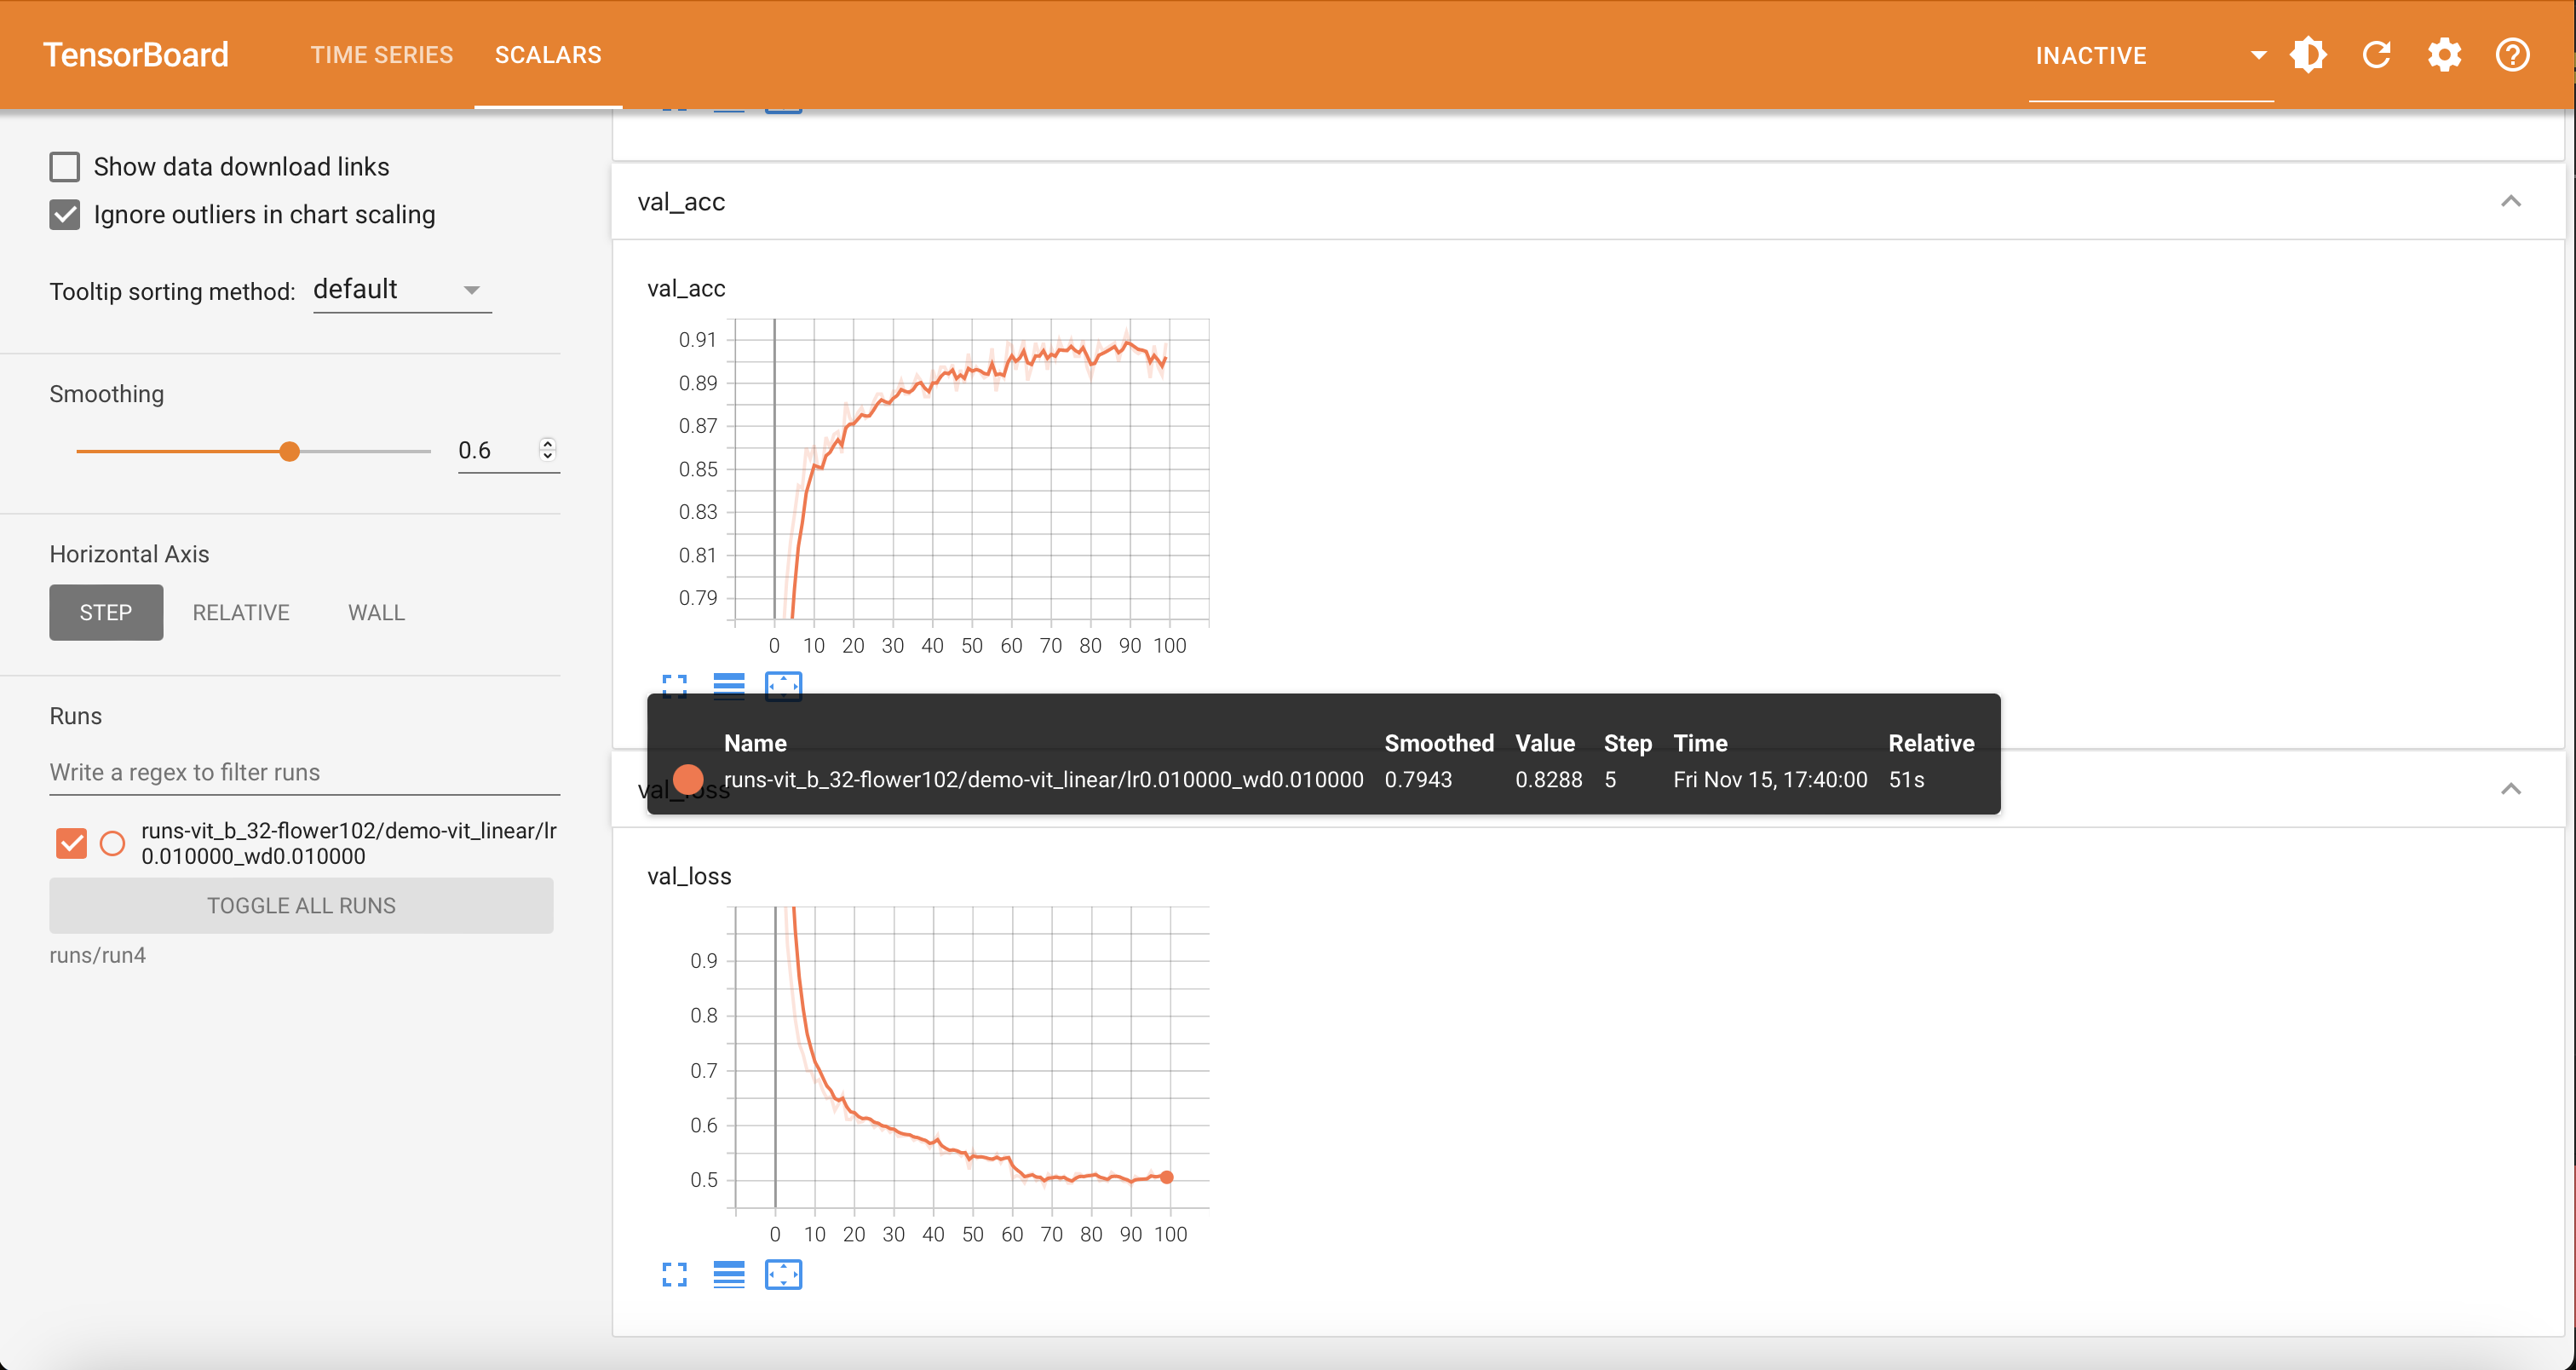 TensorBoard TIME SERIES SCALARS INACTIVE
Show data download links
Ignore outliers in chart scaling
Tooltip sorting method: default
Smoothing
0.6
Horizontal Axis
STEP RELATIVE WALL
Runs
Write a regex to filter runs
runs-vit_b_32-flower102/demo-vit_linear/lr
0.010000_wd0.010000
TOGGLE ALL RUNS
runs/run4
val_acc
val_acc
0.91
0.89
0.87
0.85
0.83
0.81
0.79
0 10 20 30 40 50 60 70 80 90 100
Name Smoothed Value Step Time Relative
runs-vit_b_32-flower102/demo-vit_linear/lr0.010000_wd0.010000 0.7943 0.8288 5 Fri Nov 15, 17:40:00 51s
val_loss
val_loss
0.9
0.8
0.7
0.6
0.5
0 10 20 30 40 50 60 70 80 90 100